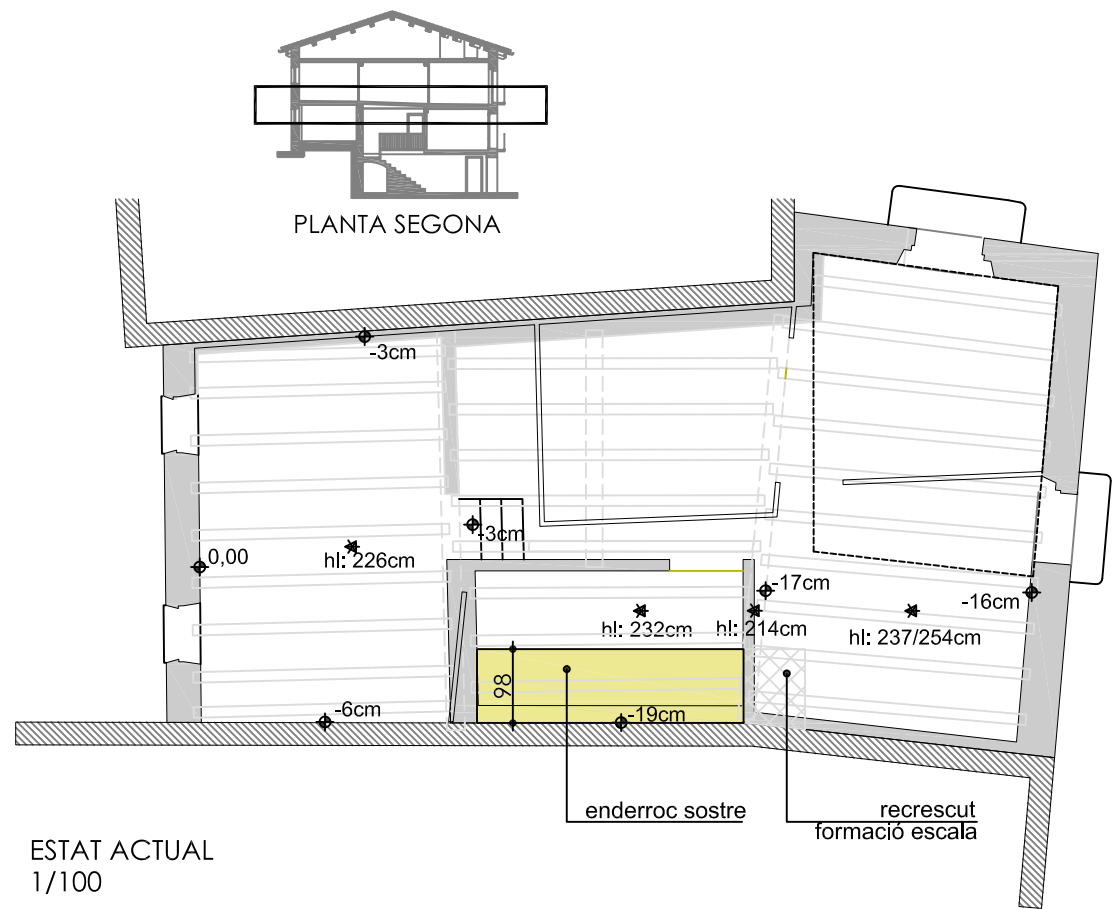 PLANTA SEGONA
-3cm
-3cm
0,00
hl: 226cm
-17cm
-16cm
hl: 232cm
hl: 214cm
hl: 237/254cm
98
-6cm
-19cm
enderroc sostre
recrescut
formació escala
ESTAT ACTUAL
1/100